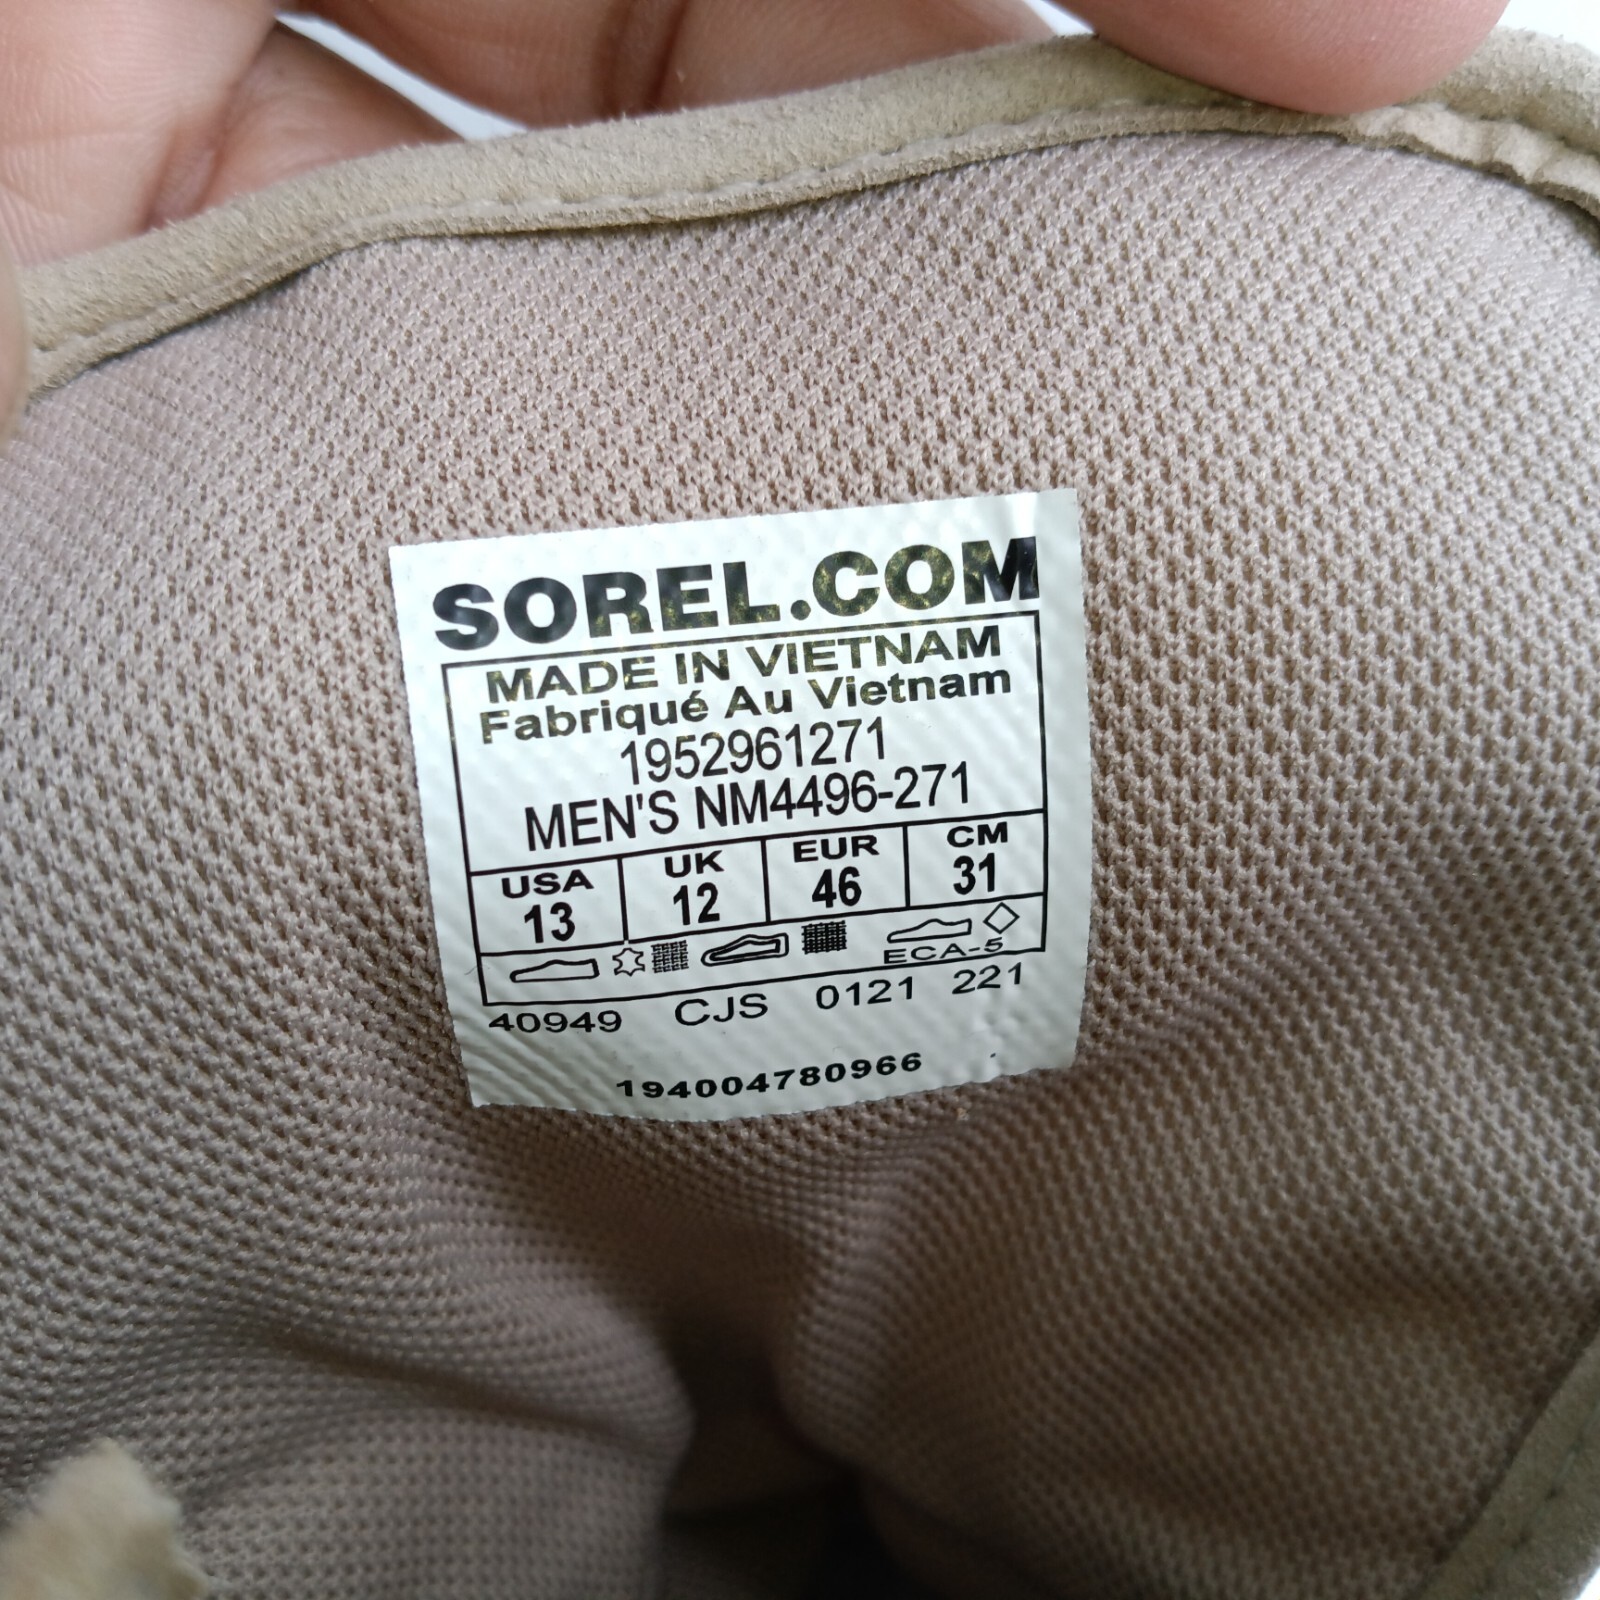 SOREL.COM
MADE IN VIETNAM
Fabriqué Au Vietnam
1952961271
MEN'S NM4496-271
USA UK EUR CM
13 12 46 31
ECA-5
40949 CJS 0121 221
194004780966